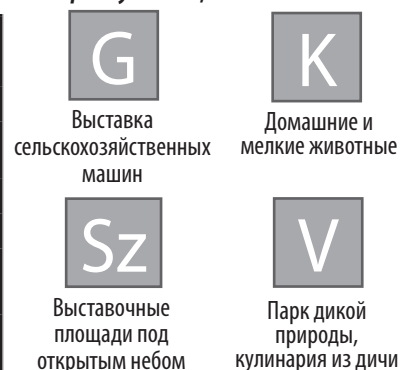 G
Выставка
сельскохозяйственных
машин
K
Домашние и
мелкие животные
Sz
Выставочные
площади под
открытым небом
V
Парк дикой
природы,
кулинария из дичи